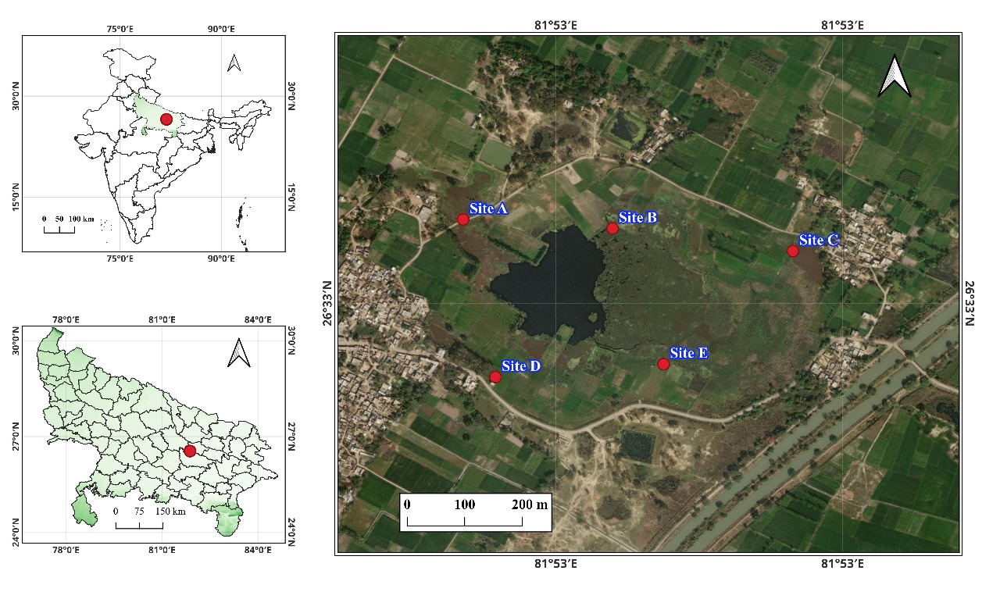 75°0′E 90°0′E
30°0′N 30°0′N
15°0′N 15°0′N
0 50 100 km
75°0′E 90°0′E
78°0′E 81°0′E 84°0′E
30°0′N 30°0′N
27°0′N 27°0′N
0 75 150 km
24°0′N 24°0′N
78°0′E 81°0′E 84°0′E
81°53′E 81°53′E
Site A
Site B
Site C
26°33′N 26°33′N
Site E
Site D
0 100 200 m
81°53′E 81°53′E